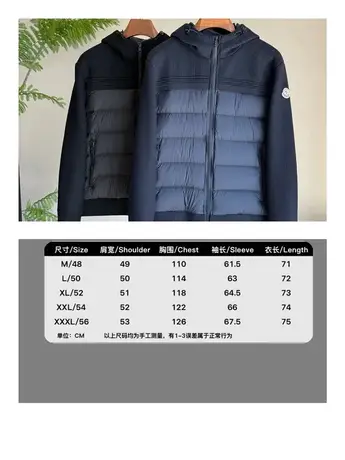 尺寸/Size 肩宽/Shoulder 胸围/Chest 袖长/Sleeve 衣长/Length
M/48 49 110 61.5 71
L/50 50 114 63 72
XL/52 51 118 64.5 73
XXL/54 52 122 66 74
XXXL/56 53 126 67.5 75
单位：CM 以上尺码均为手工测量，有1-3误差属于正常行为